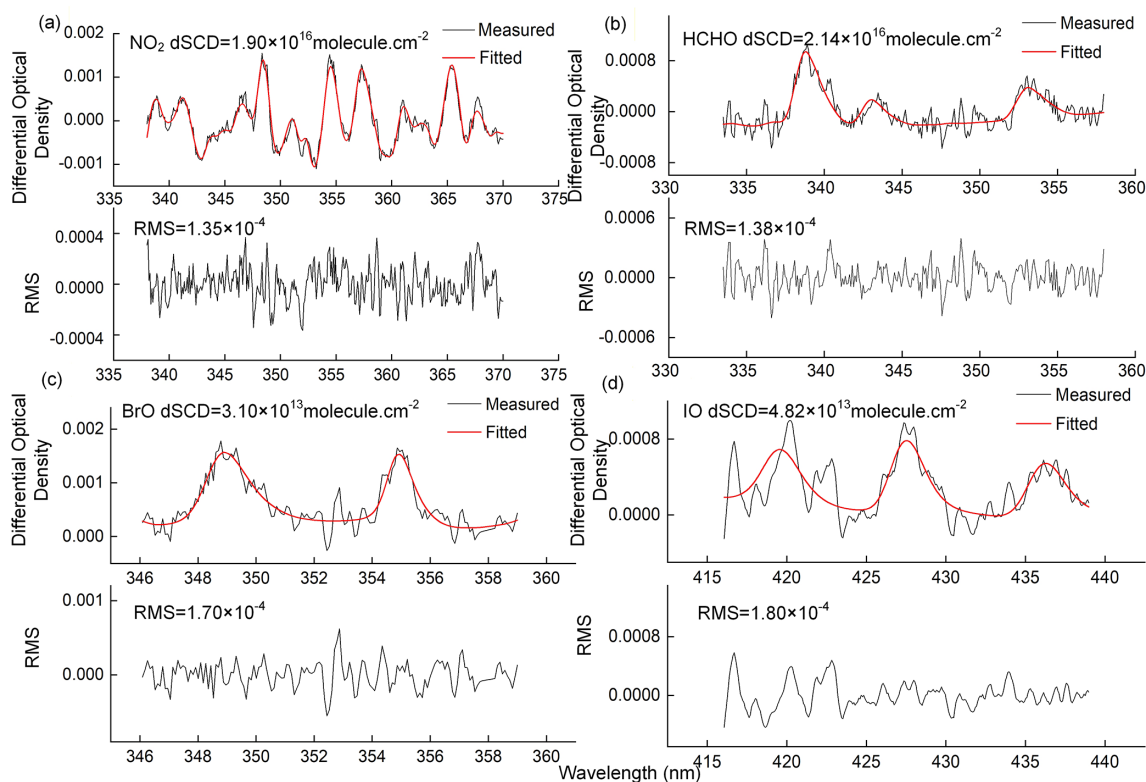 (a)
NO₂ dSCD=1.90×10¹⁶molecule.cm⁻²
Measured
Fitted
Differential Optical
Density
0.002
0.001
0.000
-0.001
335 340 345 350 355 360 365 370 375
RMS=1.35×10⁻⁴
RMS
0.0004
0.0000
-0.0004
335 340 345 350 355 360 365 370 375
(b)
HCHO dSCD=2.14×10¹⁶molecule.cm⁻²
Measured
Fitted
Differential Optical
Density
0.0008
0.0000
-0.0008
330 335 340 345 350 355 360
RMS=1.38×10⁻⁴
RMS
0.0006
0.0000
-0.0006
330 335 340 345 350 355 360
(c)
BrO dSCD=3.10×10¹³molecule.cm⁻²
Measured
Fitted
Differential Optical
Density
0.002
0.001
0.000
346 348 350 352 354 356 358 360
RMS=1.70×10⁻⁴
RMS
0.001
0.000
346 348 350 352 354 356 358 360
(d)
IO dSCD=4.82×10¹³molecule.cm⁻²
Measured
Fitted
Differential Optical
Density
0.0008
0.0000
415 420 425 430 435 440
RMS=1.80×10⁻⁴
RMS
0.0008
0.0000
415 420 425 430 435 440
Wavelength (nm)